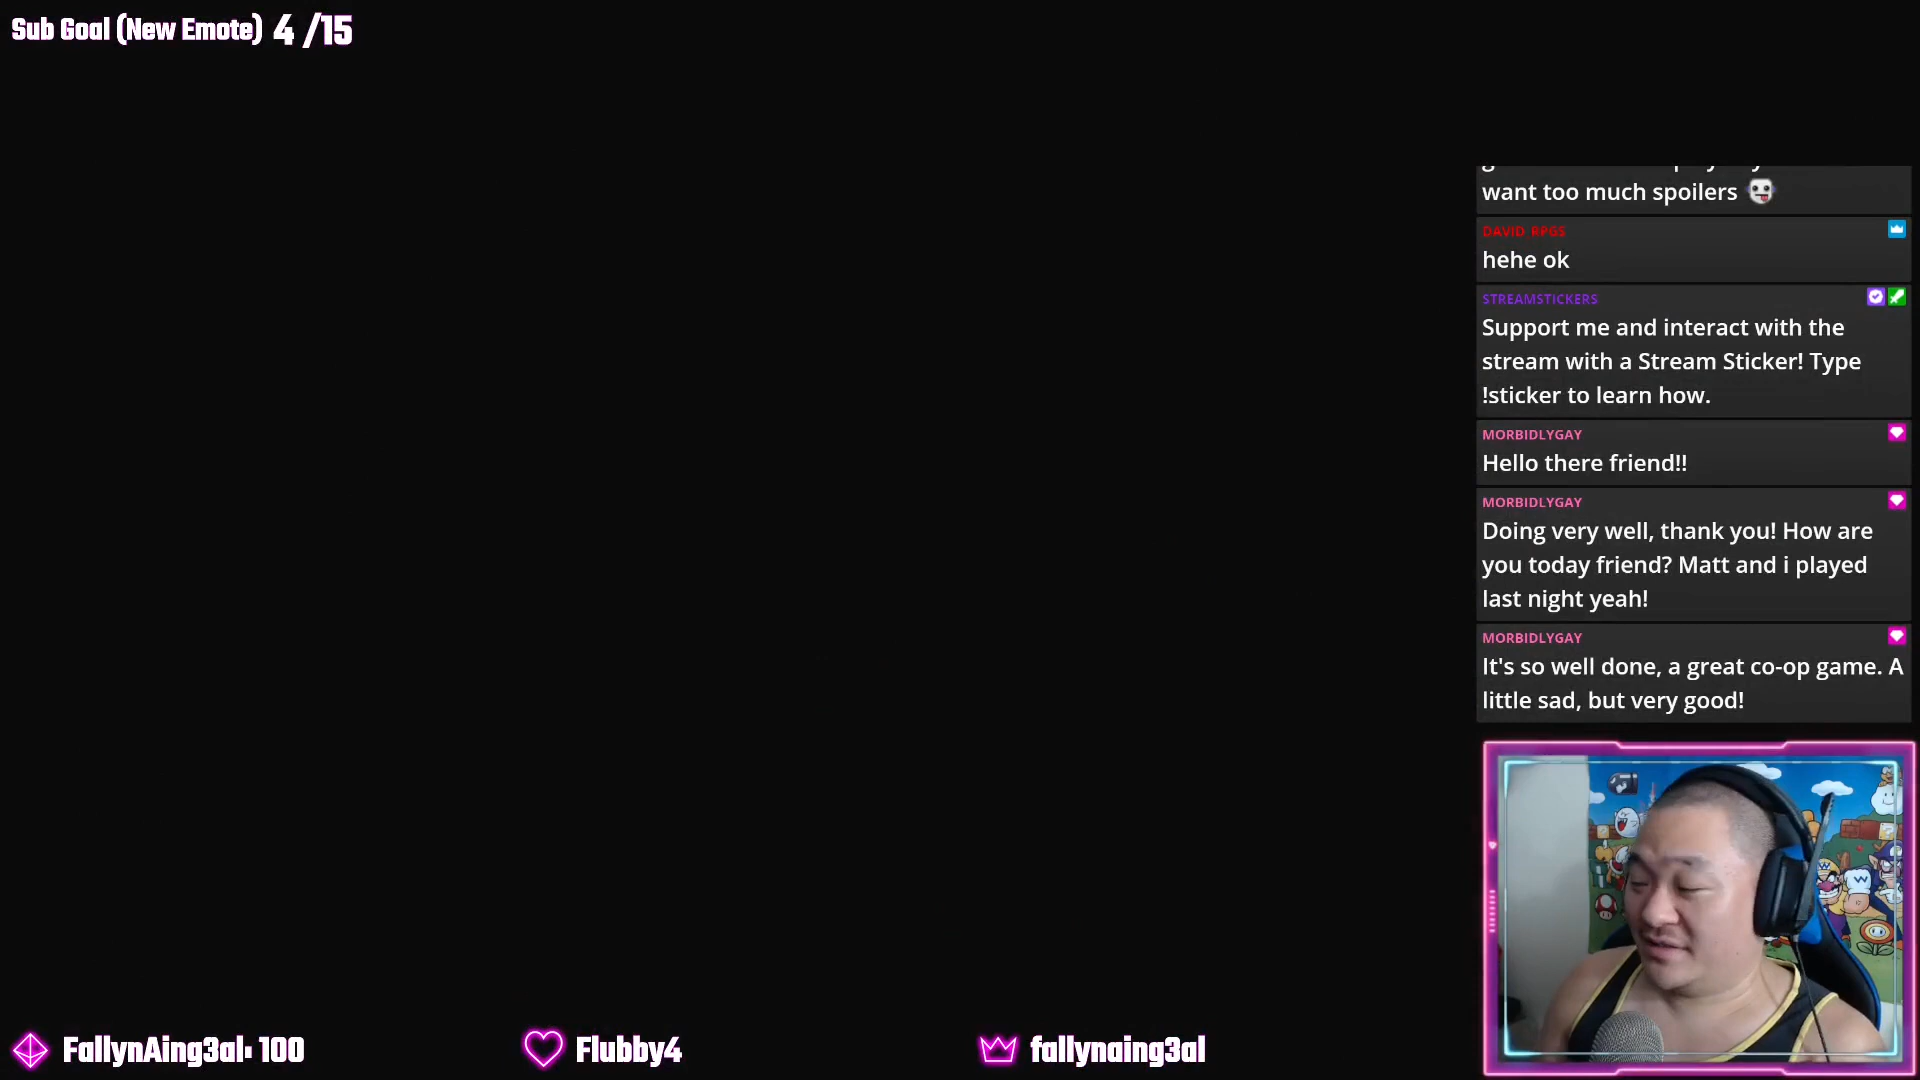 Sub Goal (New Emote) 4 /15
want too much spoilers
DAVID_RPGS
hehe ok
STREAMSTICKERS
Support me and interact with the
stream with a Stream Sticker! Type
!sticker to learn how.
MORBIDLYGAY
Hello there friend!!
MORBIDLYGAY
Doing very well, thank you! How are
you today friend? Matt and i played
last night yeah!
MORBIDLYGAY
It's so well done, a great co-op game. A
little sad, but very good!
FallynAing3al: 100
Flubby4
fallynaing3al